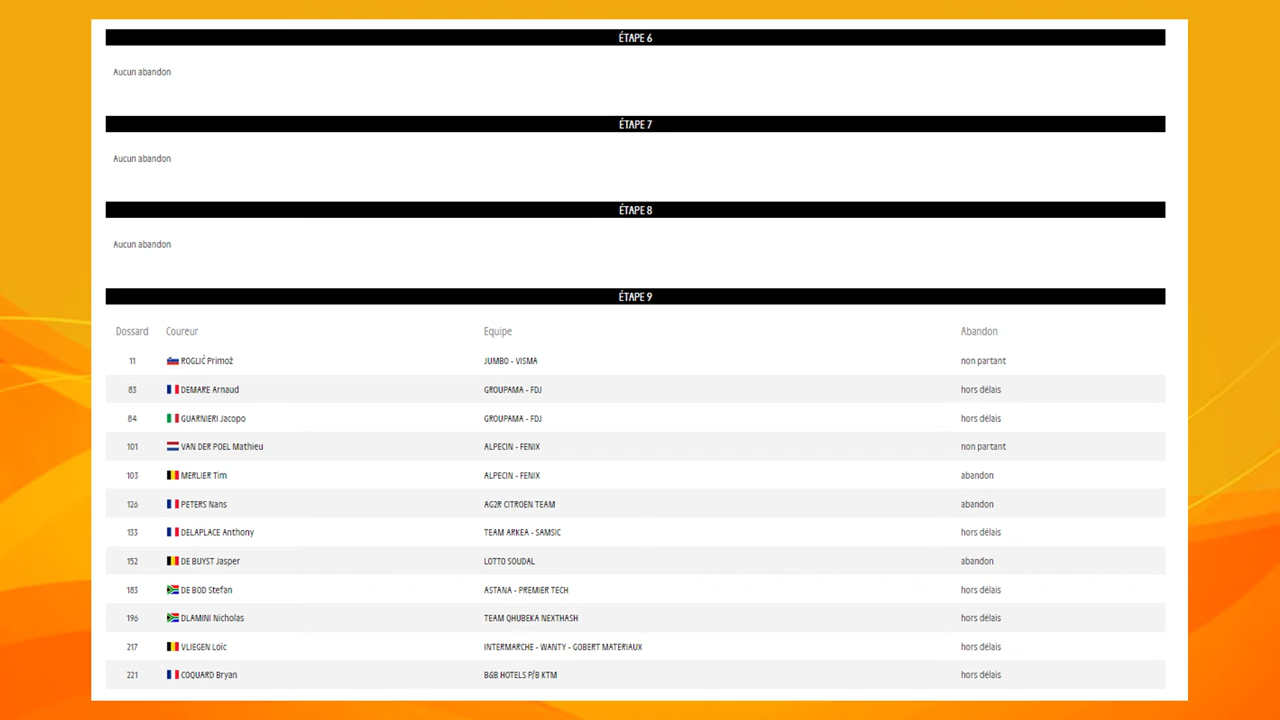 ÉTAPE 6
Aucun abandon
ÉTAPE 7
Aucun abandon
ÉTAPE 8
Aucun abandon
ÉTAPE 9
Dossard Coureur Equipe Abandon
11 ROGLIČ Primož JUMBO - VISMA non partant
83 DEMARE Arnaud GROUPAMA - FDJ hors délais
84 GUARNIERI Jacopo GROUPAMA - FDJ hors délais
101 VAN DER POEL Mathieu ALPECIN - FENIX non partant
103 MERLIER Tim ALPECIN - FENIX abandon
126 PETERS Nans AG2R CITROEN TEAM abandon
133 DELAPLACE Anthony TEAM ARKEA - SAMSIC hors délais
152 DE BUYST Jasper LOTTO SOUDAL abandon
183 DE BOD Stefan ASTANA - PREMIER TECH hors délais
196 DLAMINI Nicholas TEAM QHUBEKA NEXTHASH hors délais
217 VLIEGEN Loïc INTERMARCHE - WANTY - GOBERT MATERIAUX hors délais
221 COQUARD Bryan B&B HOTELS P/B KTM hors délais